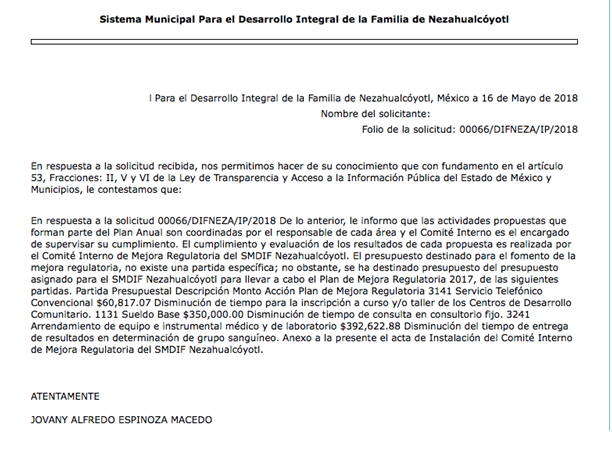 Sistema Municipal Para el Desarrollo Integral de la Familia de Nezahualcóyotl
l Para el Desarrollo Integral de la Familia de Nezahualcóyotl, México a 16 de Mayo de 2018
Nombre del solicitante:
Folio de la solicitud: 00066/DIFNEZA/IP/2018
En respuesta a la solicitud recibida, nos permitimos hacer de su conocimiento que con fundamento en el artículo
53, Fracciones: II, V y VI de la Ley de Transparencia y Acceso a la Información Pública del Estado de México y
Municipios, le contestamos que:
En respuesta a la solicitud 00066/DIFNEZA/IP/2018 De lo anterior, le informo que las actividades propuestas que
forman parte del Plan Anual son coordinadas por el responsable de cada área y el Comité Interno es el encargado
de supervisar su cumplimiento. El cumplimiento y evaluación de los resultados de cada propuesta es realizada por
el Comité Interno de Mejora Regulatoria del SMDIF Nezahualcóyotl. El presupuesto destinado para el fomento de la
mejora regulatoria, no existe una partida específica; no obstante, se ha destinado presupuesto del presupuesto
asignado para el SMDIF Nezahualcóyotl para llevar a cabo el Plan de Mejora Regulatoria 2017, de las siguientes
partidas. Partida Presupuestal Descripción Monto Acción Plan de Mejora Regulatoria 3141 Servicio Telefónico
Convencional $60,817.07 Disminución de tiempo para la inscripción a curso y/o taller de los Centros de Desarrollo
Comunitario. 1131 Sueldo Base $350,000.00 Disminución de tiempo de consulta en consultorio fijo. 3241
Arrendamiento de equipo e instrumental médico y de laboratorio $392,622.88 Disminución del tiempo de entrega
de resultados en determinación de grupo sanguíneo. Anexo a la presente el acta de Instalación del Comité Interno
de Mejora Regulatoria del SMDIF Nezahualcóyotl.
ATENTAMENTE
JOVANY ALFREDO ESPINOZA MACEDO